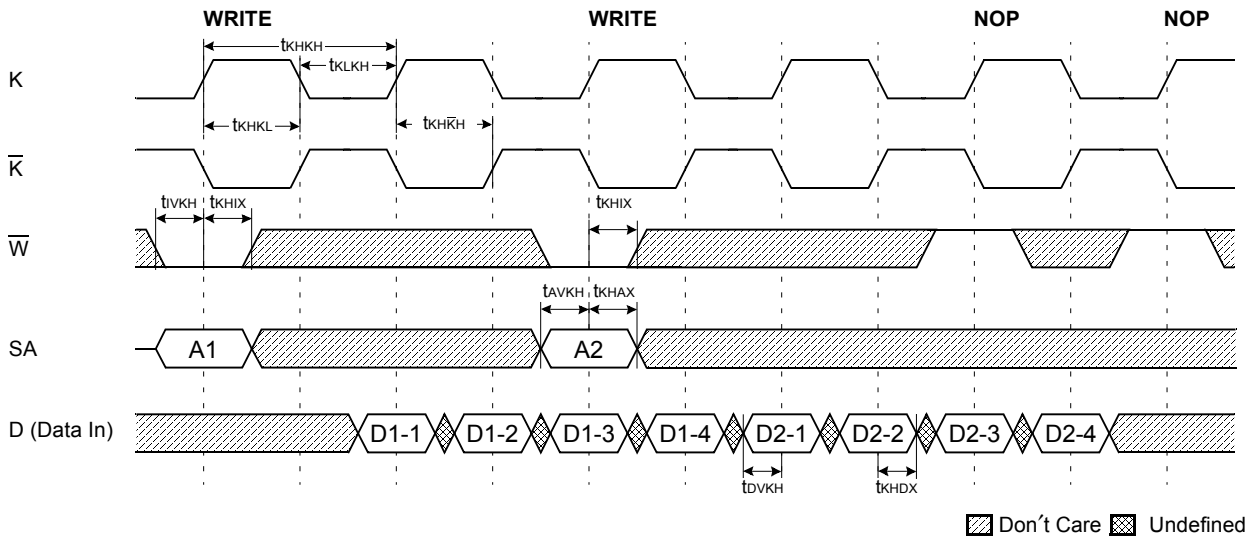 WRITE WRITE NOP NOP
tKHKH
tKLKH
K
tKHKL tKHK̅H
K̅
tIVKH tKHIX tKHIX
W̅
tAVKH tKHAX
SA A1 A2
D (Data In) D1-1 D1-2 D1-3 D1-4 D2-1 D2-2 D2-3 D2-4
tDVKH tKHDX
Don′t Care Undefined